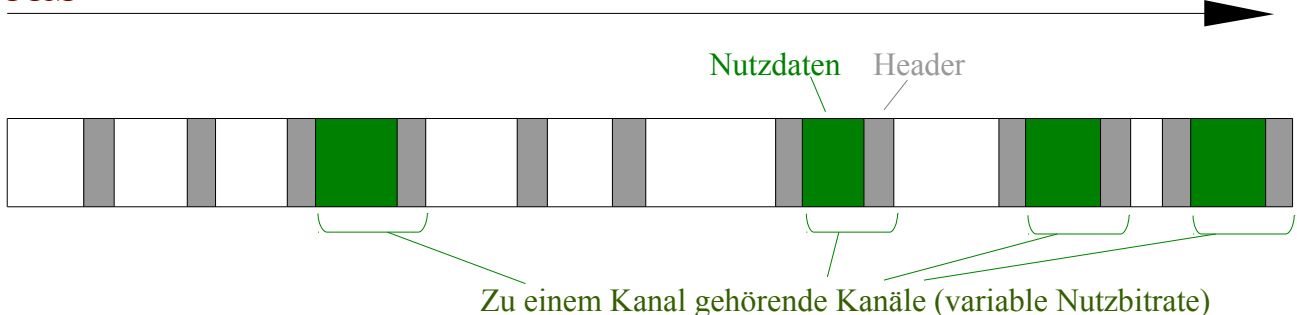 Nutzdaten Header
Zu einem Kanal gehörende Kanäle (variable Nutzbitrate)